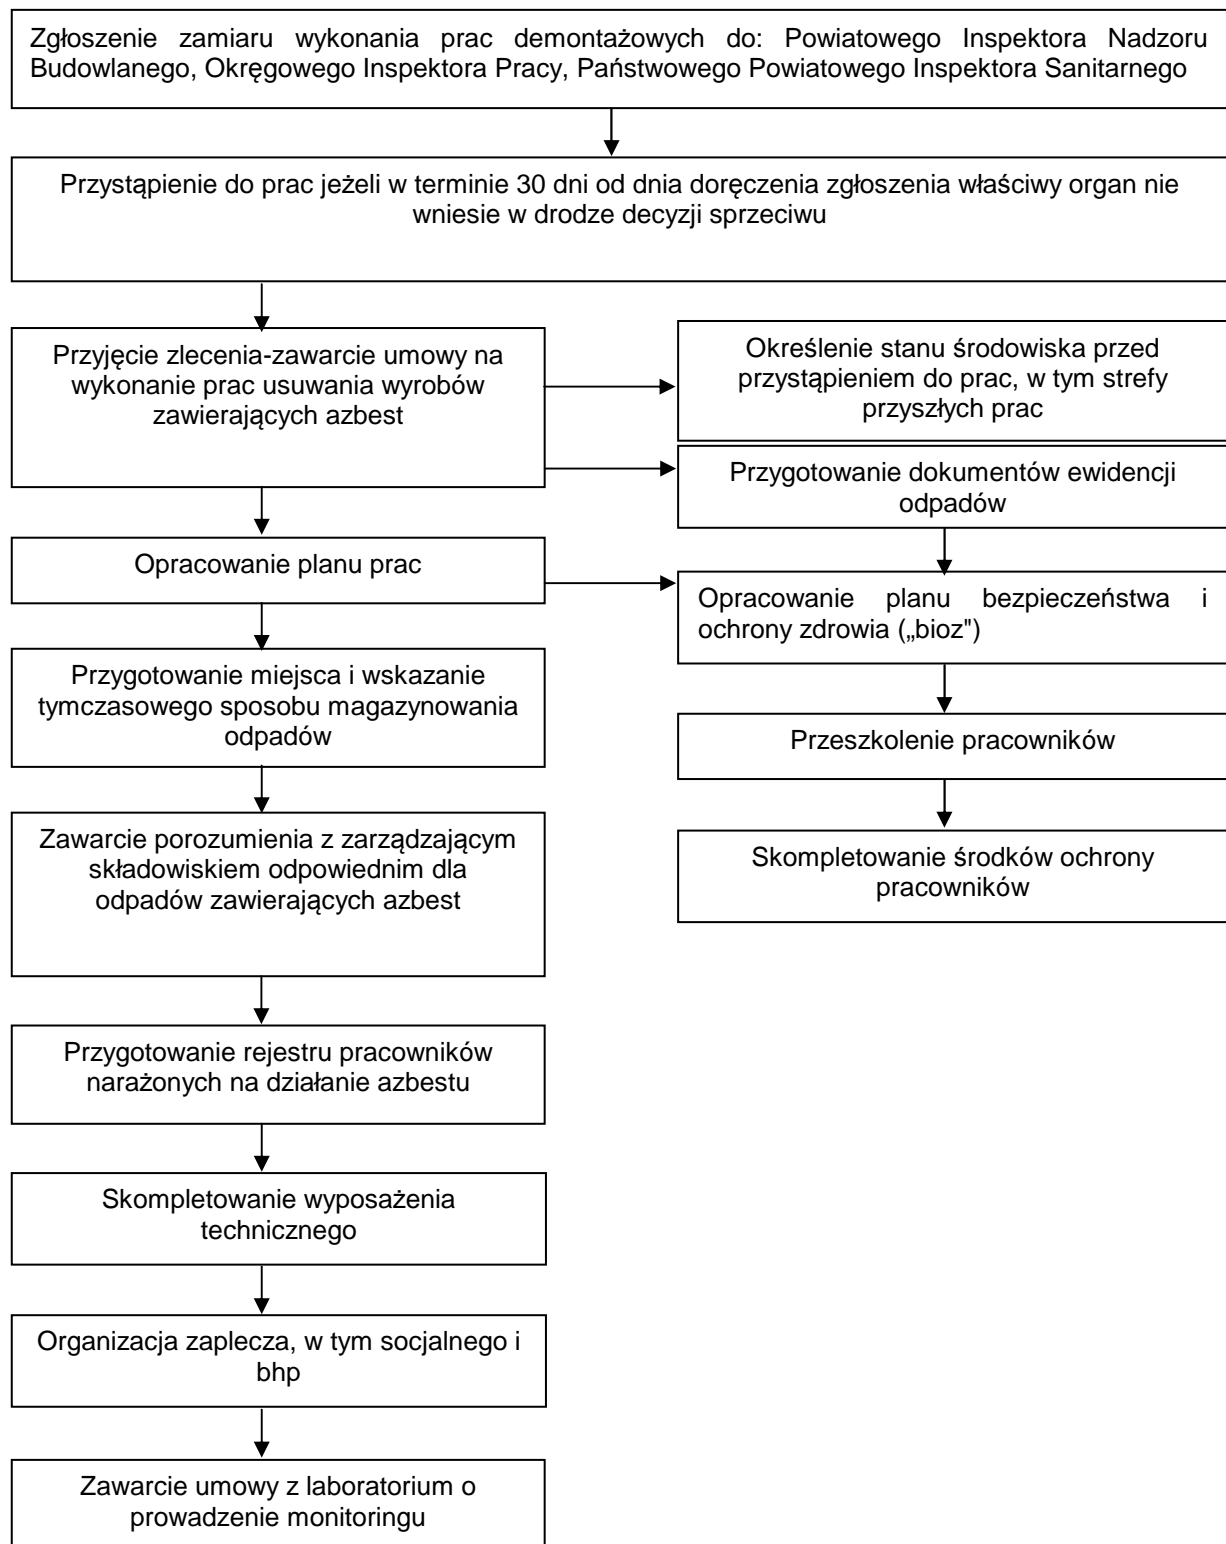 Zgłoszenie zamiaru wykonania prac demontażowych do: Powiatowego Inspektora Nadzoru
Budowlanego, Okręgowego Inspektora Pracy, Państwowego Powiatowego Inspektora Sanitarnego
Przystąpienie do prac jeżeli w terminie 30 dni od dnia doręczenia zgłoszenia właściwy organ nie
wniesie w drodze decyzji sprzeciwu
Przyjęcie zlecenia-zawarcie umowy na
wykonanie prac usuwania wyrobów
zawierających azbest
Określenie stanu środowiska przed
przystąpieniem do prac, w tym strefy
przyszłych prac
Przygotowanie dokumentów ewidencji
odpadów
Opracowanie planu prac
Opracowanie planu bezpieczeństwa i
ochrony zdrowia („bioz")
Przygotowanie miejsca i wskazanie
tymczasowego sposobu magazynowania
odpadów
Przeszkolenie pracowników
Zawarcie porozumienia z zarządzającym
składowiskiem odpowiednim dla
odpadów zawierających azbest
Skompletowanie środków ochrony
pracowników
Przygotowanie rejestru pracowników
narażonych na działanie azbestu
Skompletowanie wyposażenia
technicznego
Organizacja zaplecza, w tym socjalnego i
bhp
Zawarcie umowy z laboratorium o
prowadzenie monitoringu